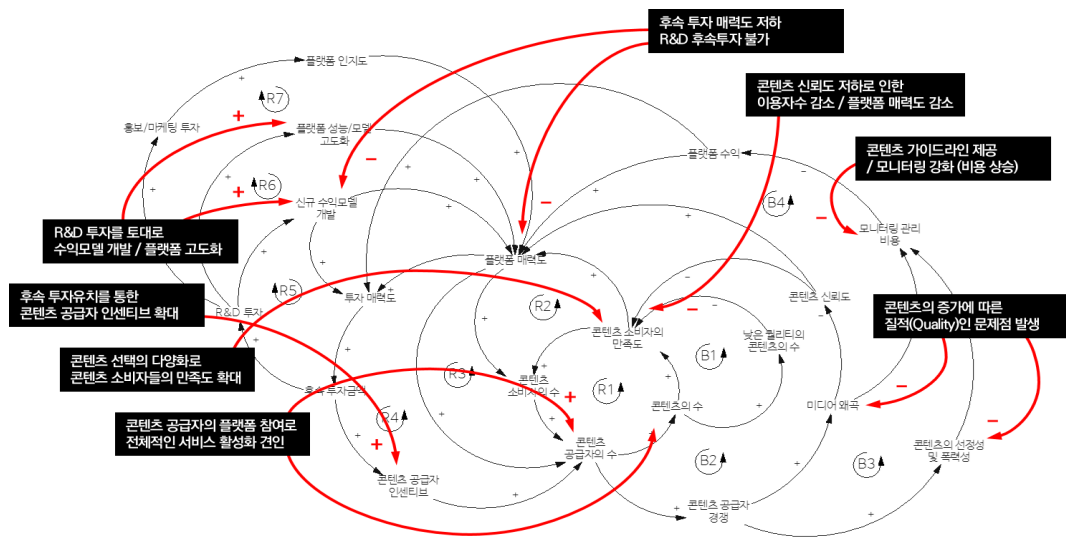 후속 투자 매력도 저하
R&D 후속투자 불가
플랫폼 인지도
+
+
R7
콘텐츠 신뢰도 저하로 인한
이용자수 감소 / 플랫폼 매력도 감소
+
홍보/마케팅 투자
플랫폼 성능/모델
고도화
+
+
+
−
플랫폼 수익
콘텐츠 가이드라인 제공
/ 모니터링 강화 (비용 상승)
R6
+
+
신규 수익모델
개발
−
B4
−
모니터링 관리
비용
R&D 투자를 토대로
수익모델 개발 / 플랫폼 고도화
플랫폼 매력도
후속 투자유치를 통한
콘텐츠 공급자 인센티브 확대
R5
R&D 투자
투자 매력도
R2
콘텐츠 신뢰도
−
콘텐츠의 증가에 따른
질적(Quality)인 문제점 발생
콘텐츠 소비자의
만족도
낮은 퀄리티의
콘텐츠의 수
콘텐츠 선택의 다양화로
콘텐츠 소비자들의 만족도 확대
R3
B1
후속 투자금액
콘텐츠
소비자의 수
R1
+
−
미디어 왜곡
콘텐츠의 수
콘텐츠 공급자의 플랫폼 참여로
전체적인 서비스 활성화 견인
R4
+
콘텐츠
공급자의 수
−
콘텐츠의 선정성
및 폭력성
B2
B3
콘텐츠 공급자
인센티브
+
+
콘텐츠 공급자
경쟁
+
+